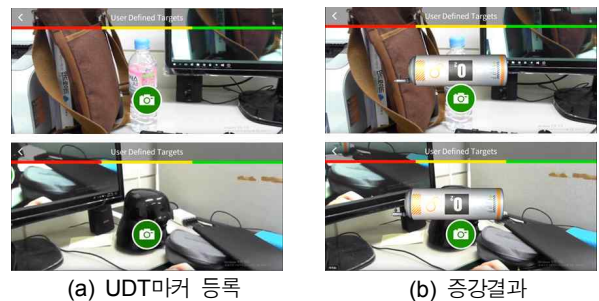 User Defined Targets
User Defined Targets
User Defined Targets
User Defined Targets
(a) UDT마커 등록
(b) 증강결과